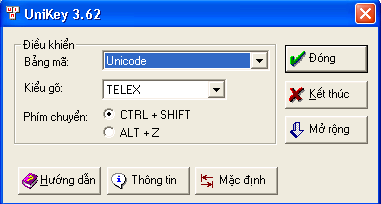 UniKey 3.62
Điều khiển
Bảng mã: Unicode
Đóng
Kiểu gõ: TELEX
Kết thúc
Phím chuyển: CTRL + SHIFT
ALT + Z
Mở rộng
Hướng dẫn
Thông tin
Mặc định